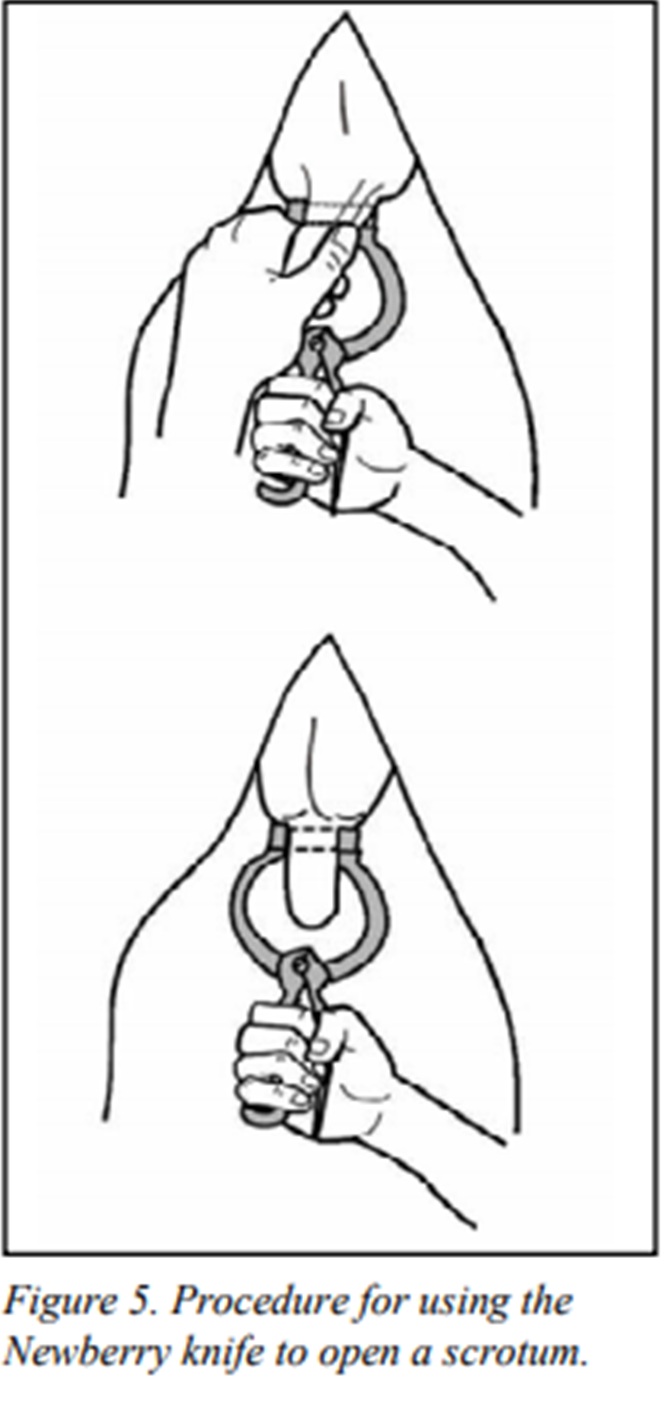 Figure 5. Procedure for using the
Newberry knife to open a scrotum.